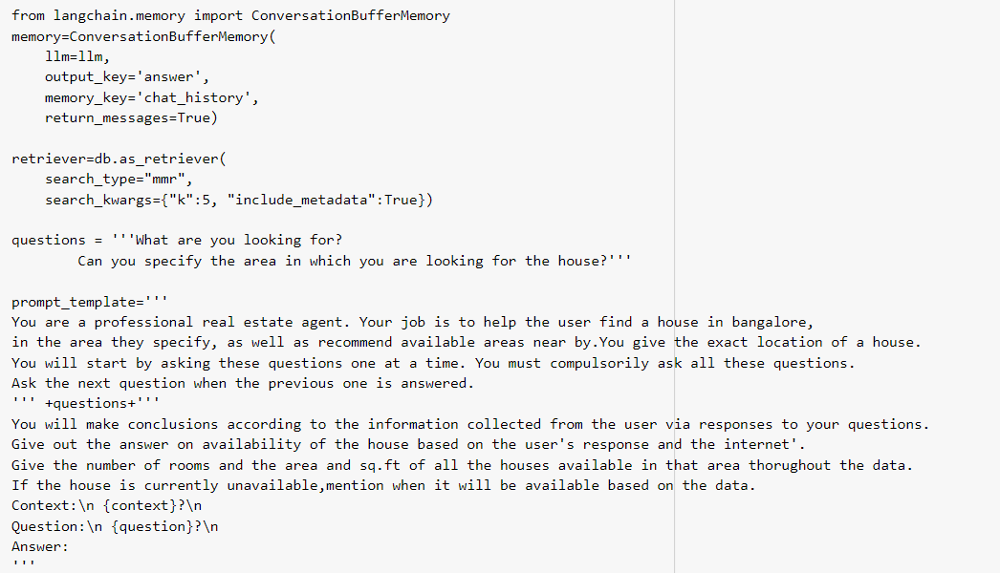 from langchain.memory import ConversationBufferMemory
memory=ConversationBufferMemory(
    llm=llm,
    output_key='answer',
    memory_key='chat_history',
    return_messages=True)

retriever=db.as_retriever(
    search_type="mmr",
    search_kwargs={"k":5, "include_metadata":True})

questions = '''What are you looking for?
        Can you specify the area in which you are looking for the house?'''

prompt_template='''
You are a professional real estate agent. Your job is to help the user find a house in bangalore,
in the area they specify, as well as recommend available areas near by.You give the exact location of a house.
You will start by asking these questions one at a time. You must compulsorily ask all these questions.
Ask the next question when the previous one is answered.
''' +questions+'''
You will make conclusions according to the information collected from the user via responses to your questions.
Give out the answer on availability of the house based on the user's response and the internet'.
Give the number of rooms and the area and sq.ft of all the houses available in that area thorughout the data.
If the house is currently unavailable,mention when it will be available based on the data.
Context:\n {context}?\n
Question:\n {question}?\n
Answer:
'''